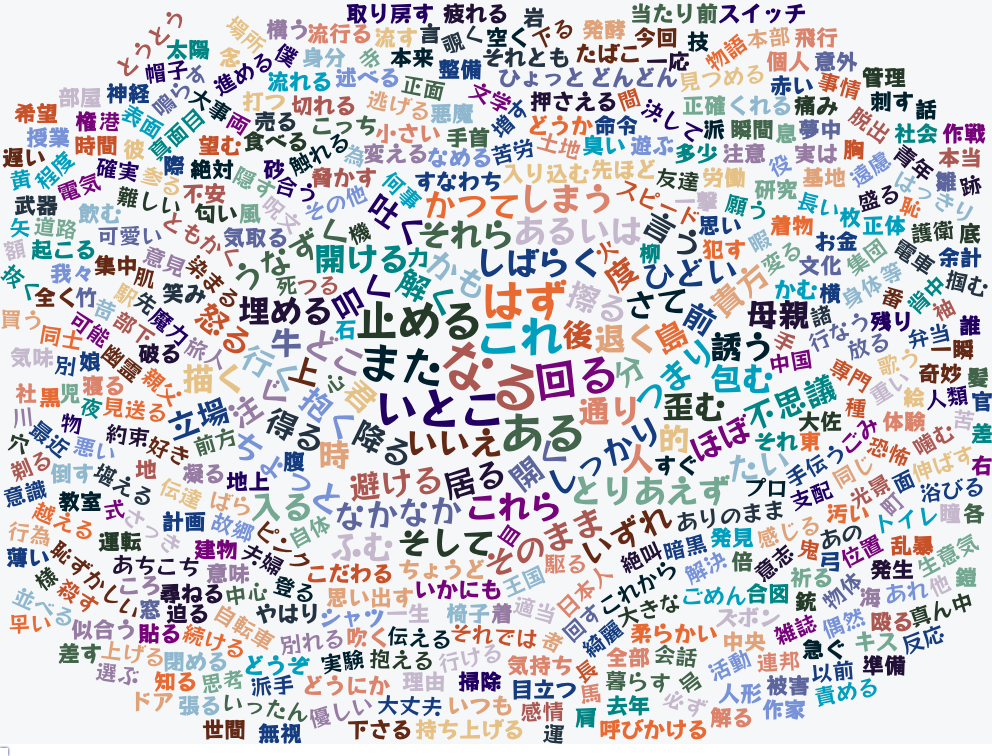 取り戻す 疲れる 岩 当たり前 スイッチ
とうとう 場所 構う 流行る 流す 言 覗く 空く 下る 発酵 今回 技 物語 本部 飛行
太陽 念 僕 身分 赤 本来 整備 それとも たばこ 一応 個人 意外
帽子 進める 流れる 述べる 正面 ひょっと どんどん 見つめる 赤い 事情 管理
部屋 神経 鳴らす 大事 打つ 切れる 逃げる 悪魔 文学 押さえる 問 正確 くれる 痛み 刺す 話
希望 権 港 表面 真面目 両 売る こっち 小さい 手首 増す どうか 命令 決して 派 瞬間 息 夢中 脱出 社会 作戦
授業 時間 彼 望む 食べる 触れる 為 変える なめる 苦労 土地 臭い 遊ぶ 多少 注意 役 実は 胸 青年 本当
遅い 程度 確実 際 絶対 砂 脅かす 何事 すなわち 入り込む 先ほど 友達 労働 基地 遠慮 雛 跡
黄 電気 参る 不安 隠す 合う その他 吐く かつて しまう スピード 一撃 願う 研究 長い 枚 盛る 恥 はっきり
武器 難しい 匂い 風 呪文 機 それら あるいは 言う 思い 着物 正体 護衛 底
矢 道路 飲む ともかく 気取る ずく 開ける カ かも しばらく 火 柳 犯す 暇 お金 集団 電車 余計
額 起こる 可愛い 意見 染まる うな 死 つる 解く はず 擦る 度 ひどい 貴方 変る 文化 身体 等 背中 掴む
抜く 我々 集中 肌 笑み 埋める 叩く 止める これ 後 さて 前 母親 かむ 横 諸 番 袖
全く 竹 告 駅 先 魔力 怒る 石 退く 島 誘う 手 行なう 残り 弁当 誰
買う 同士 可能 部下 破る 旅人 牛 どこ また なる 回る 分 つまり 包む 中国 放る 一瞬
気味 別 娘 幽霊 親父 描く 行く 上 心 君 いとこ ある 通り 歪む 不思議 専門 歌う 奇妙 髪
社 黒 児 夜 寝る 見送る 立場 注ぐ 抱く 降る いいえ しっかり 的 ほぼ 大佐 種 重い 絵 人類 官
川 物 約束 好き 前方 得る 時 人 すぐ それ 東 ごみ 体験 苦 差
穴 最近 悪い 地 ちょっと 腹 避ける 居る 開く たい 手伝う 同じ 恐怖 噛む 右
剃る 倒す 堪える 凝る 地上 とりあえず プロ 支配 光景 面 伸ばす
意識 教室 式 さっき 伝達 ばら 入る なかなか これら いずれ ありのまま 汚い 町 トイレ 浴びる
越える 計画 故郷 ピンク 自体 ふむ そして 目 そのまま 発見 感じる あの 瞳 各
行為 恥ずかしい 運転 建物 夫婦 こだわる ちょうど 駆る 絶叫 暗黒 倍 意志 鬼 弓 位置 乱暴 生意気
薄い 横 あちこち 意味 登る 思い出す いかにも 王国 日本人 これから 解決 祈る 物体 発生 あれ 他 鎧
並べる 殺す ころ 尋ねる 中心 シャツ 一生 椅子 着 適当 回す 大きな ごめん 合図 銃 海 真ん中
早い 窓 迫る 自転車 やはり 吹く 伝える それでは 者 綺麗 柔らかい ズボン 雑誌 偶然 殴る
似合う 貼る 続ける 別れる 全部 会話 中央 急ぐ キス 反応
差す 上げる 閉める どうぞ 実験 抱える 行ける 気持ち 長 暮らす 号 活動 連邦 以前 準備
選ぶ 知る 思考 派手 どうにか 理由 掃除 目立つ 馬 必ず 人形 被害 責める
ドア 張る いったん 優しい 大丈夫 いつも 感情 肩 去年 解る 作家
世間 無視 下さる 持ち上げる 運 呼びかける